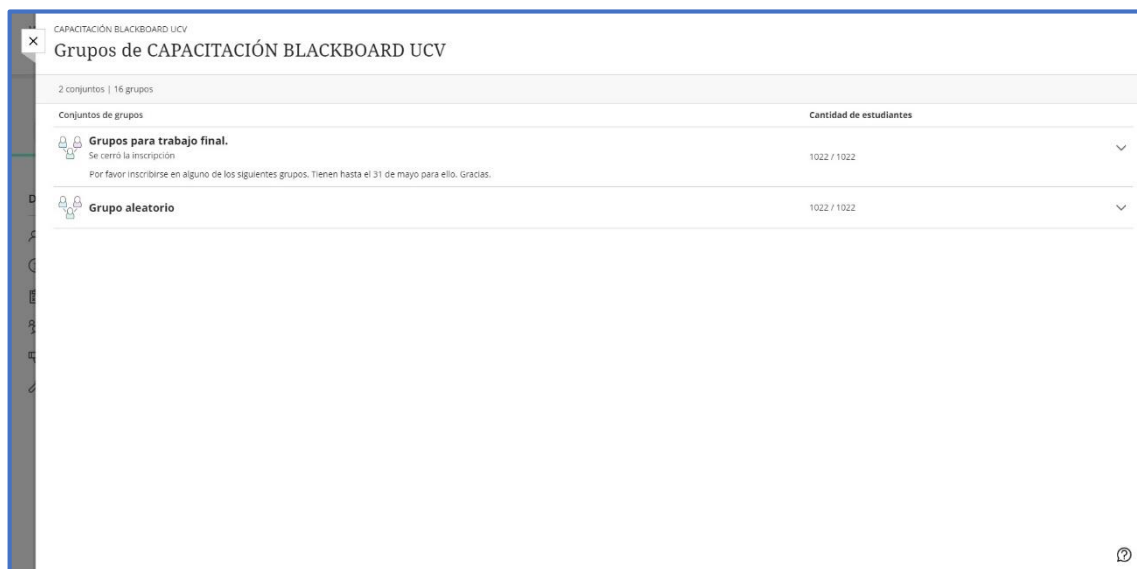 CAPACITACIÓN BLACKBOARD UCV
Grupos de CAPACITACIÓN BLACKBOARD UCV
2 conjuntos | 16 grupos
Conjuntos de grupos
Cantidad de estudiantes
Grupos para trabajo final.
Se cerró la inscripción
1022 / 1022
Por favor inscribirse en alguno de los siguientes grupos. Tienen hasta el 31 de mayo para ello. Gracias.
Grupo aleatorio
1022 / 1022